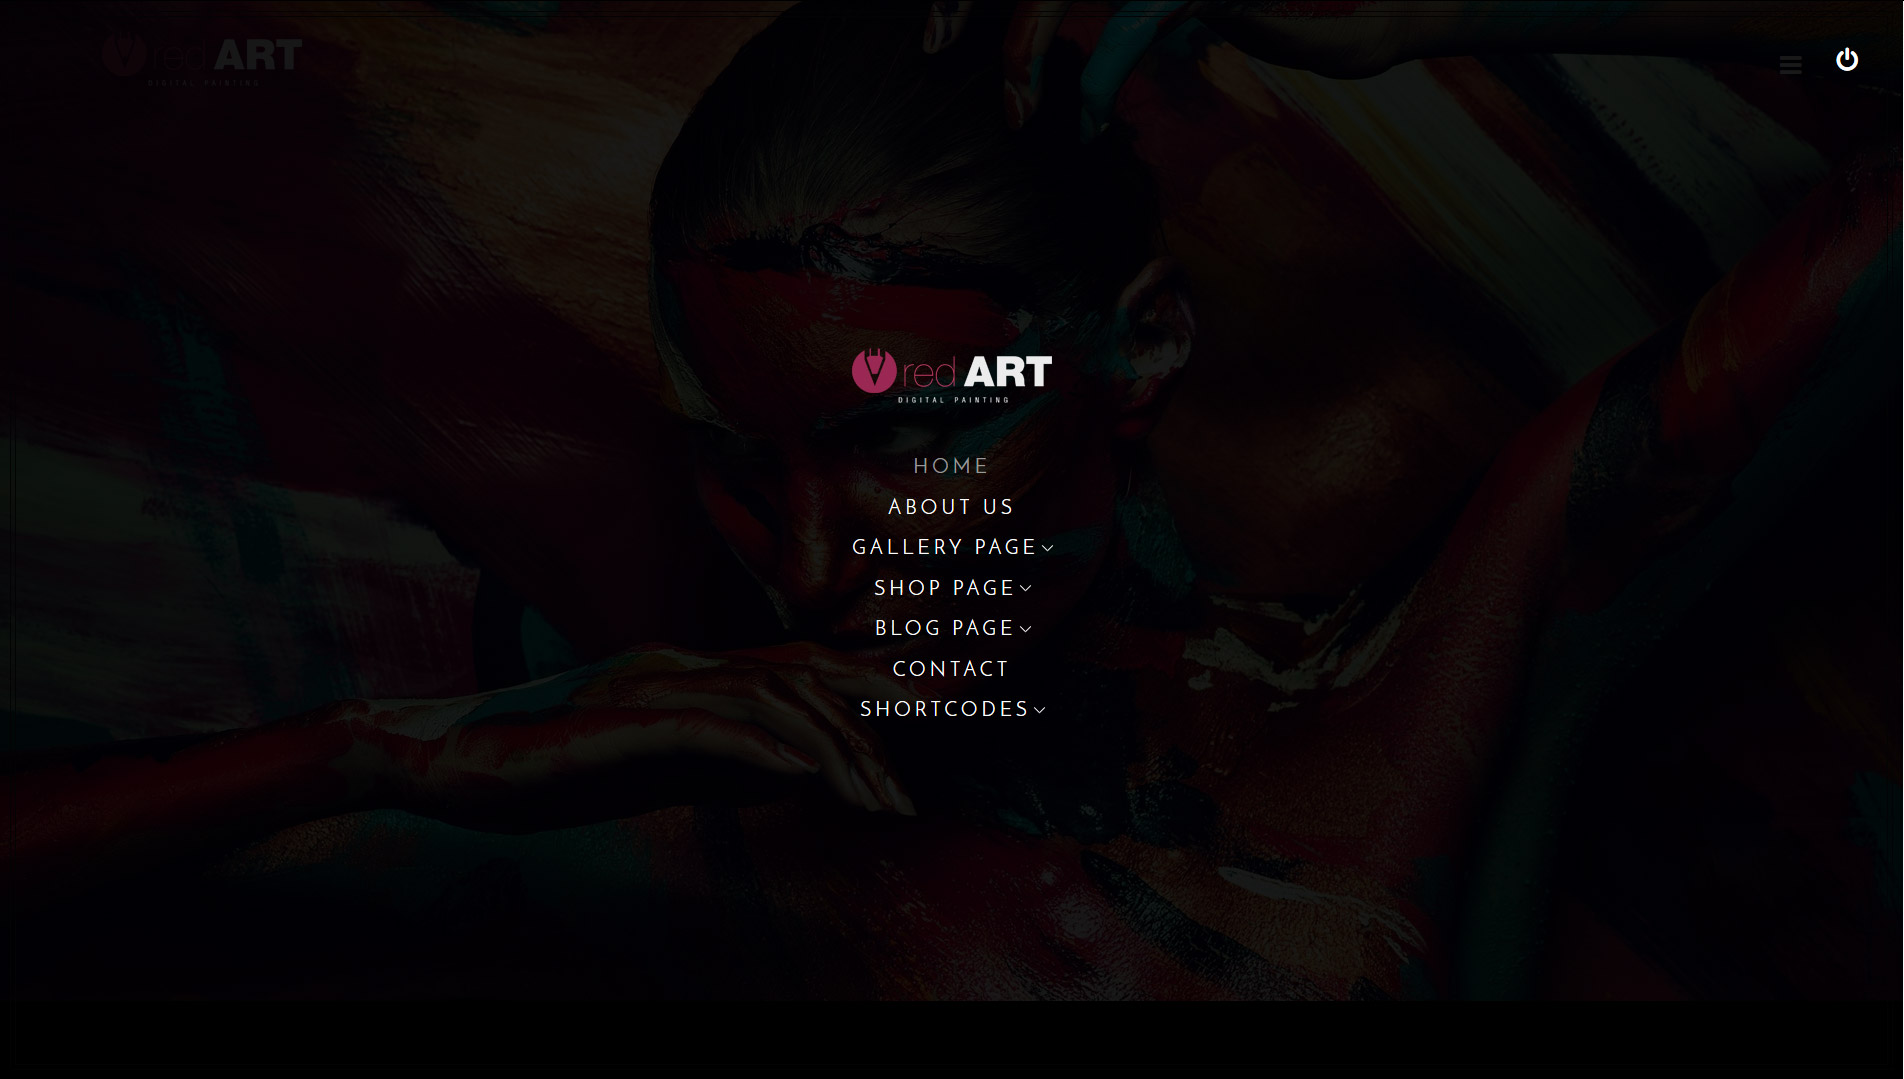 red ART
DIGITAL PAINTING
red ART
DIGITAL PAINTING
HOME
ABOUT US
GALLERY PAGE
SHOP PAGE
BLOG PAGE
CONTACT
SHORTCODES